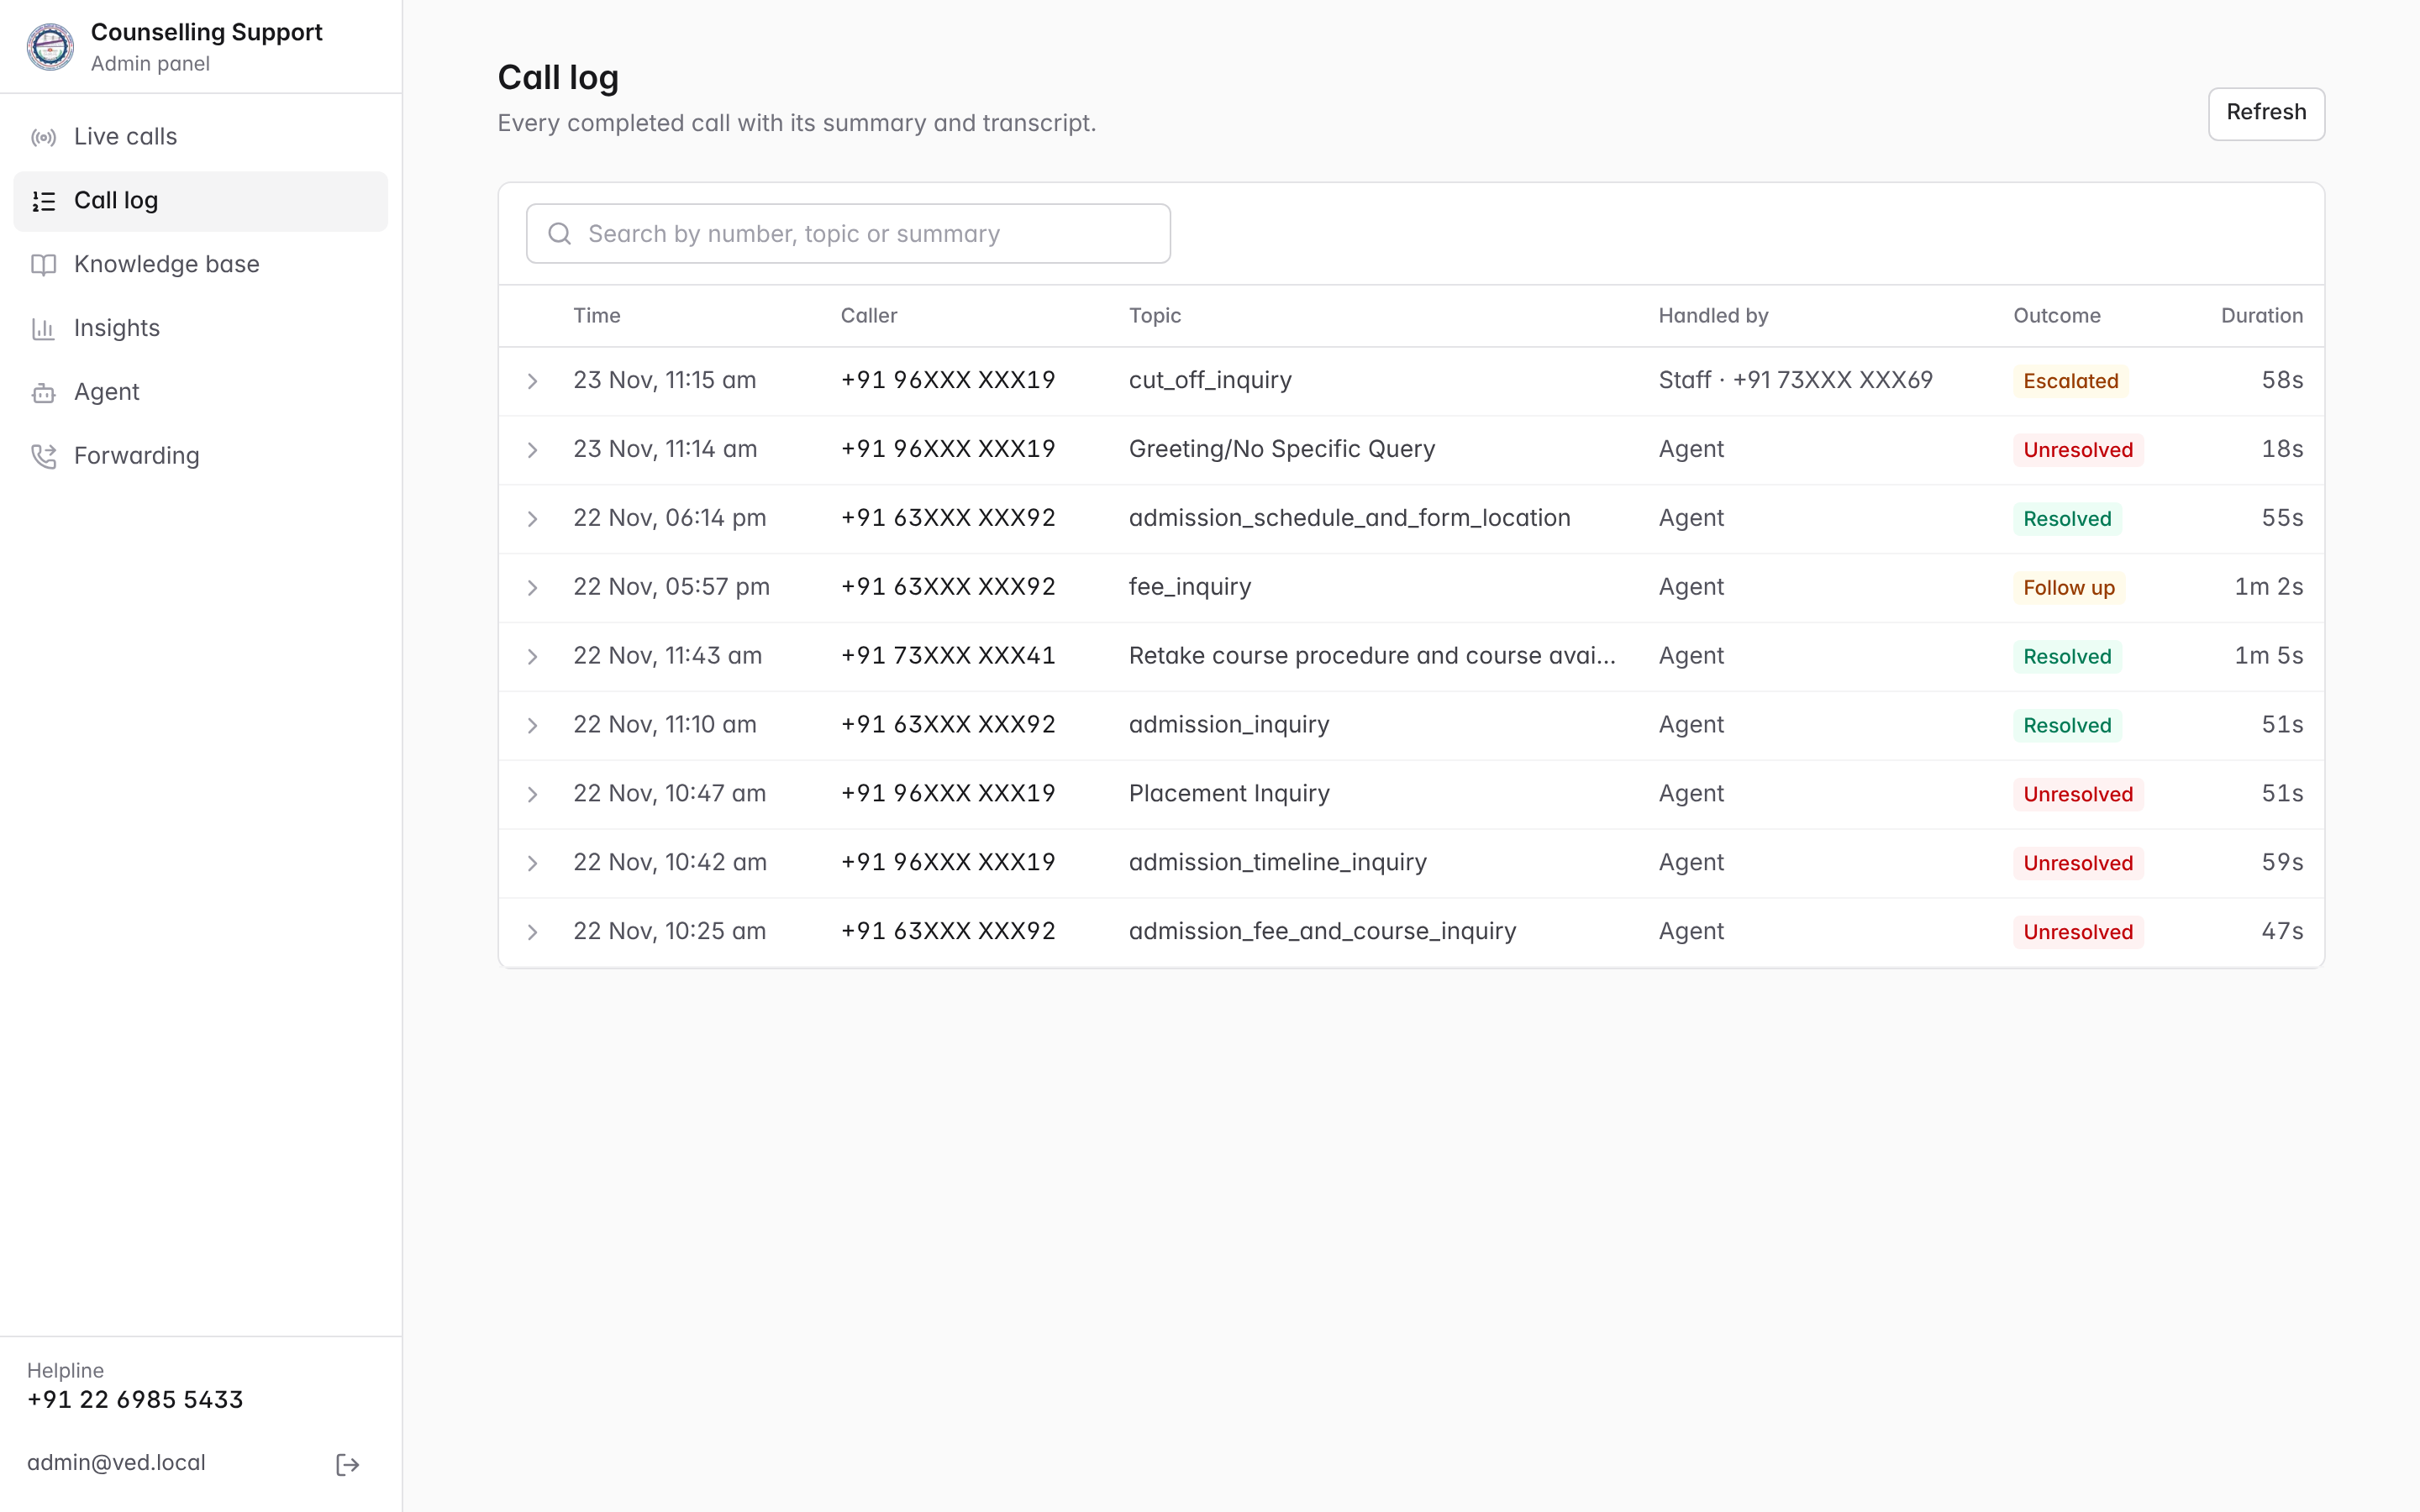 Counselling Support
Admin panel
Live calls
Call log
Knowledge base
Insights
Agent
Forwarding
Helpline
+91 22 6985 5433
admin@ved.local
Call log
Every completed call with its summary and transcript.
Refresh
Search by number, topic or summary
Time Caller Topic Handled by Outcome Duration
23 Nov, 11:15 am +91 96XXX XXX19 cut_off_inquiry Staff · +91 73XXX XXX69 Escalated 58s
23 Nov, 11:14 am +91 96XXX XXX19 Greeting/No Specific Query Agent Unresolved 18s
22 Nov, 06:14 pm +91 63XXX XXX92 admission_schedule_and_form_location Agent Resolved 55s
22 Nov, 05:57 pm +91 63XXX XXX92 fee_inquiry Agent Follow up 1m 2s
22 Nov, 11:43 am +91 73XXX XXX41 Retake course procedure and course avai... Agent Resolved 1m 5s
22 Nov, 11:10 am +91 63XXX XXX92 admission_inquiry Agent Resolved 51s
22 Nov, 10:47 am +91 96XXX XXX19 Placement Inquiry Agent Unresolved 51s
22 Nov, 10:42 am +91 96XXX XXX19 admission_timeline_inquiry Agent Unresolved 59s
22 Nov, 10:25 am +91 63XXX XXX92 admission_fee_and_course_inquiry Agent Unresolved 47s